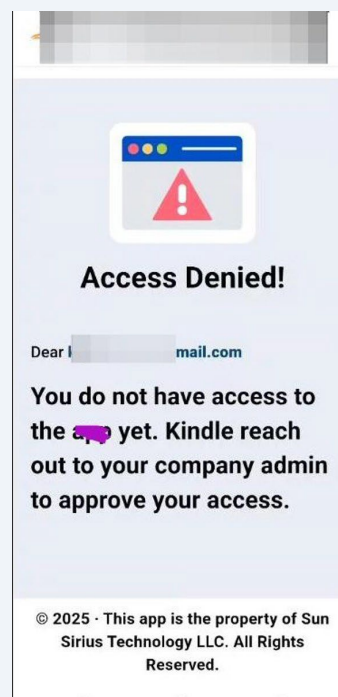 Access Denied!
Dear mail.com
You do not have access to
the yet. Kindle reach
out to your company admin
to approve your access.
© 2025 · This app is the property of Sun
Sirius Technology LLC. All Rights
Reserved.